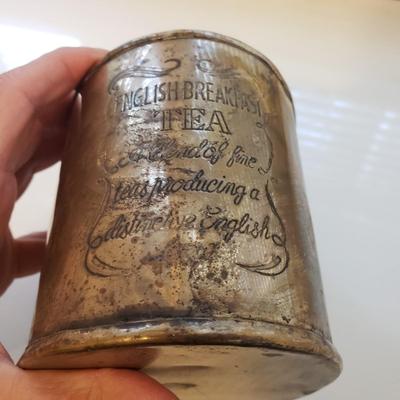 ENGLISH BREAKFAST
TEA
A blend of fine
teas producing a
distinctive English